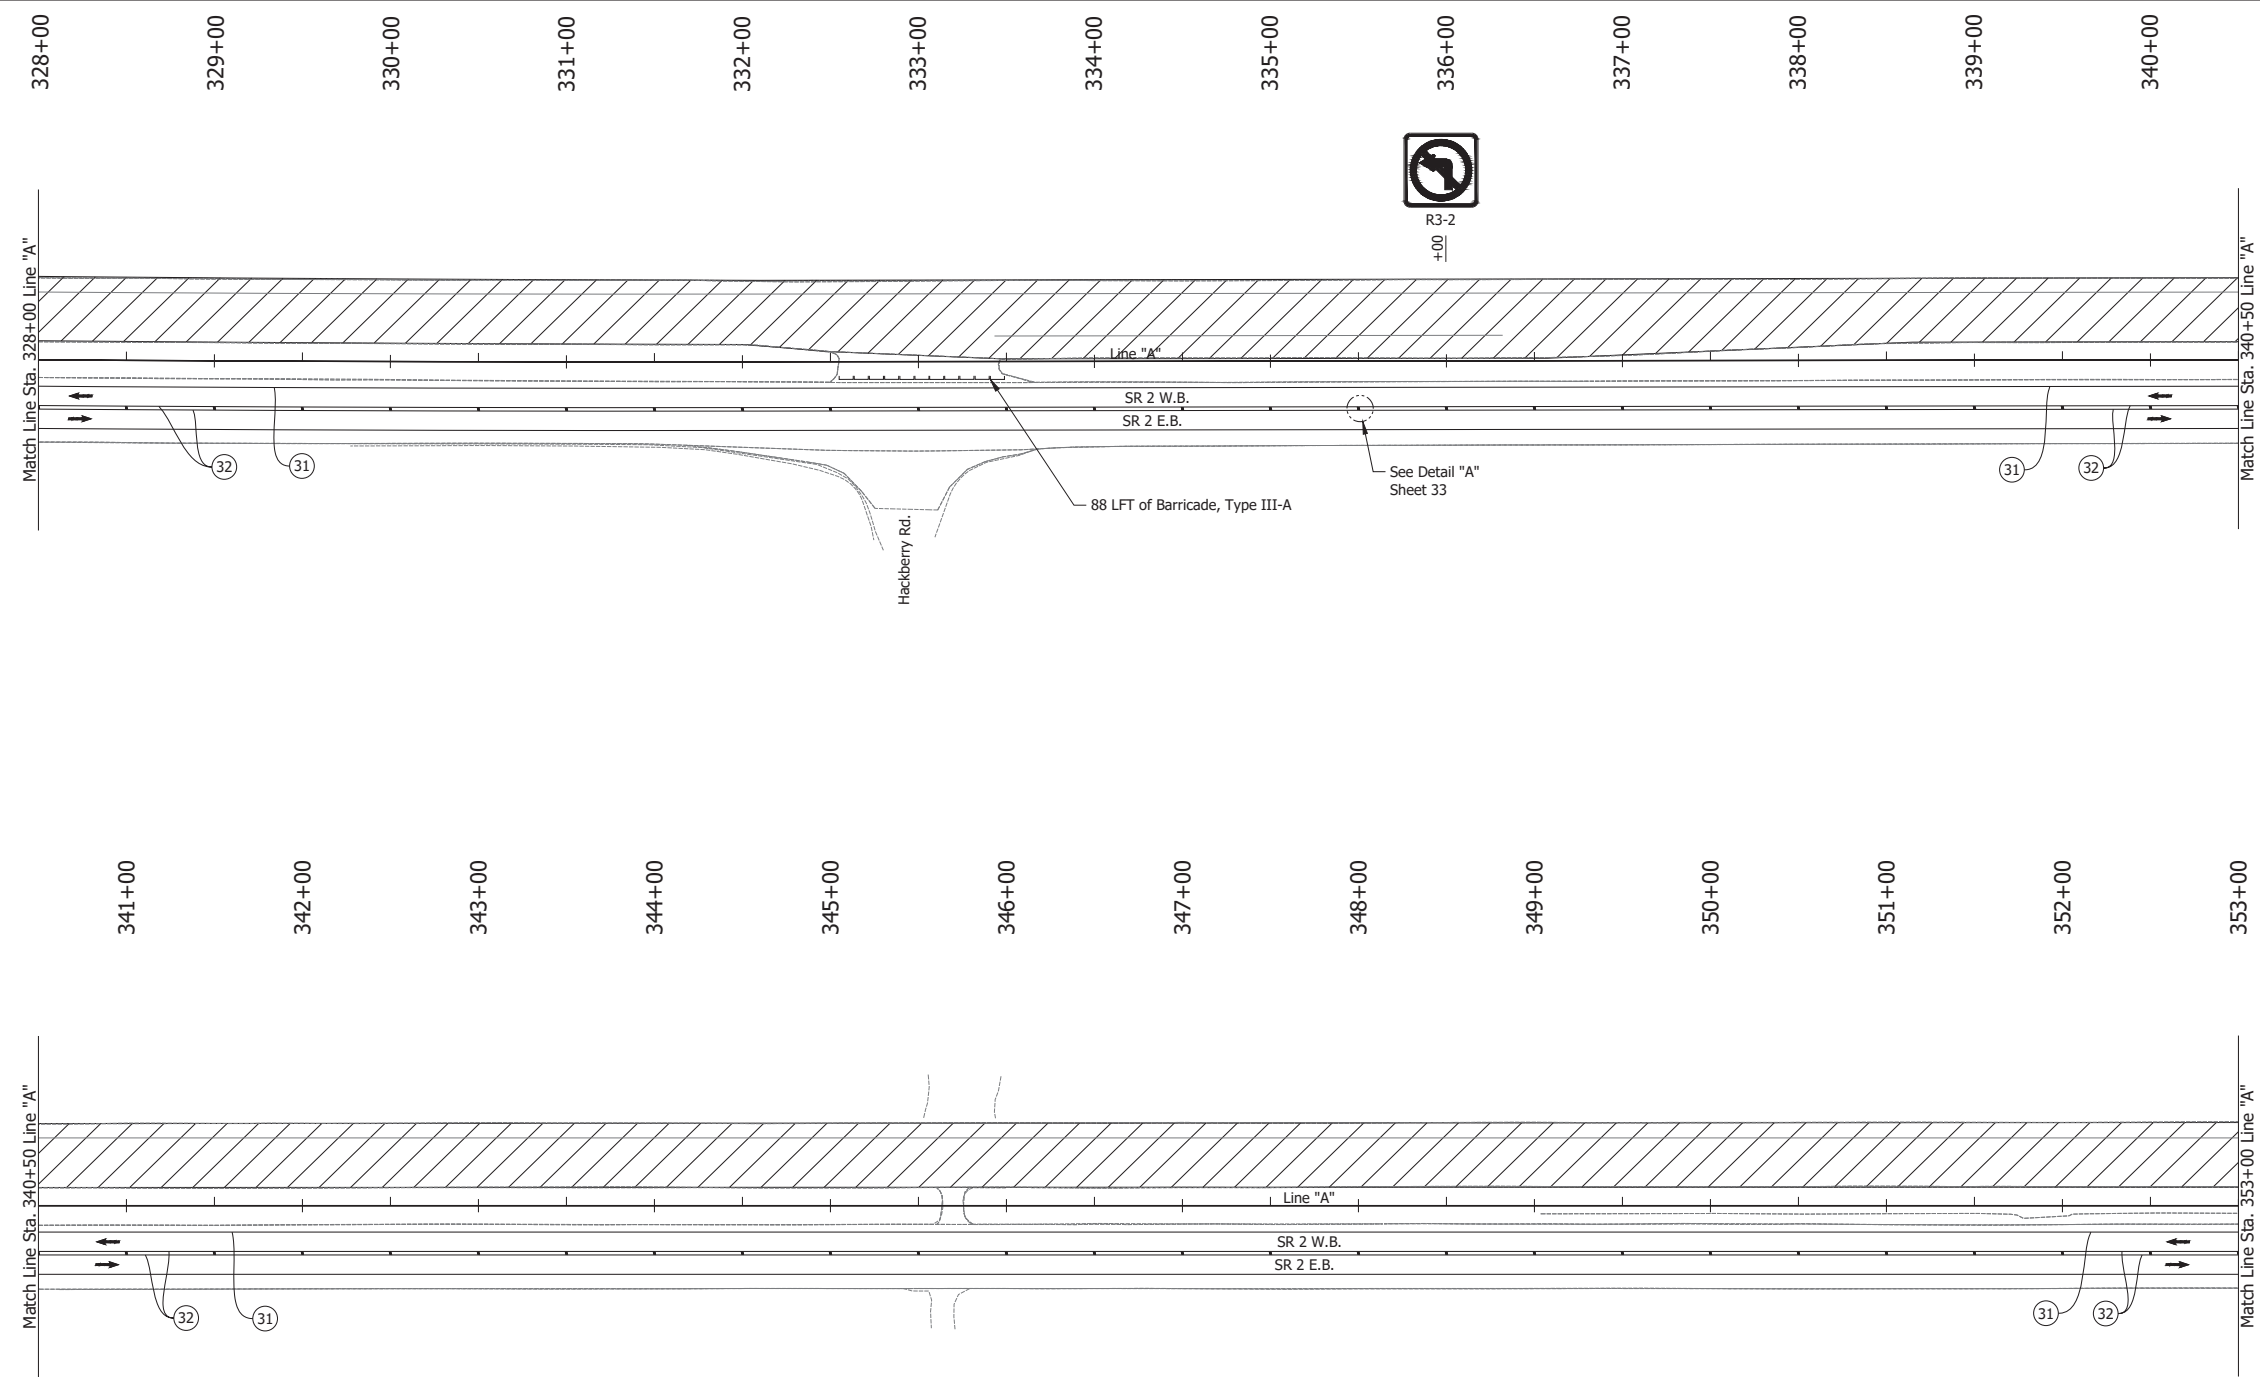 328+00
329+00
330+00
331+00
332+00
333+00
334+00
335+00
336+00
337+00
338+00
339+00
340+00
R3-2
+00
Match Line Sta. 328+00 Line "A"
Line "A"
SR 2 W.B.
SR 2 E.B.
32
31
See Detail "A"
Sheet 33
88 LFT of Barricade, Type III-A
Hackberry Rd.
31
32
Match Line Sta. 340+50 Line "A"
341+00
342+00
343+00
344+00
345+00
346+00
347+00
348+00
349+00
350+00
351+00
352+00
353+00
Match Line Sta. 340+50 Line "A"
Line "A"
SR 2 W.B.
SR 2 E.B.
32
31
31
32
Match Line Sta. 353+00 Line "A"